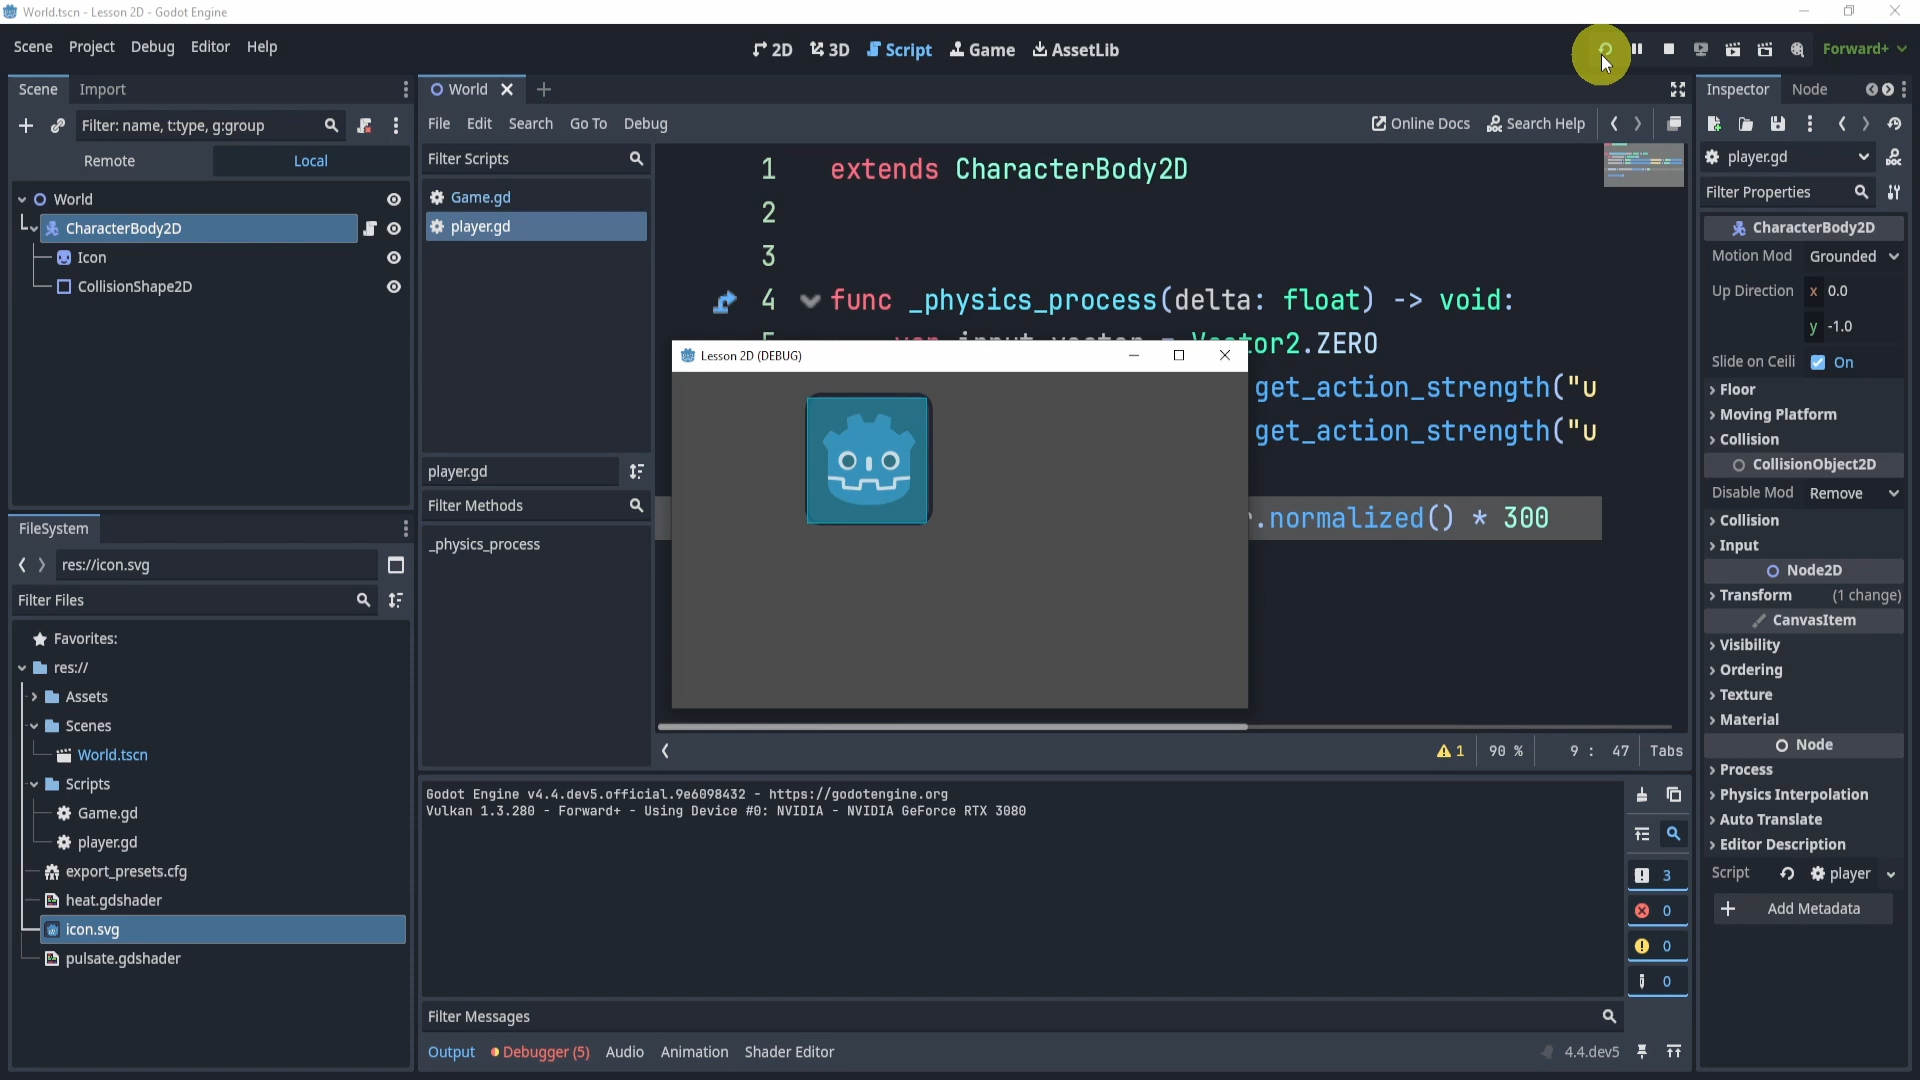 World.tscn - Lesson 2D - Godot Engine
Scene Project Debug Editor Help
2D 3D Script Game AssetLib
Forward+
Scene Import
Filter: name, t:type, g:group
Remote Local
World
CharacterBody2D
Icon
CollisionShape2D
FileSystem
res://icon.svg
Filter Files
Favorites:
res://
Assets
Scenes
World.tscn
Scripts
Game.gd
player.gd
export_presets.cfg
heat.gdshader
icon.svg
pulsate.gdshader
World
File Edit Search Go To Debug
Online Docs Search Help
Filter Scripts
Game.gd
player.gd
player.gd
Filter Methods
_physics_process
1 extends CharacterBody2D
2
3
4 func _physics_process(delta: float) -> void:
Vector2.ZERO
get_action_strength("u
get_action_strength("u
.normalized() * 300
Lesson 2D (DEBUG)
1 90 % 9 : 47 Tabs
Godot Engine v4.4.dev5.official.9e6098432 - https://godotengine.org
Vulkan 1.3.280 - Forward+ - Using Device #0: NVIDIA - NVIDIA GeForce RTX 3080
3
0
0
0
Filter Messages
Output Debugger (5) Audio Animation Shader Editor
4.4.dev5
Inspector Node
player.gd
Filter Properties
CharacterBody2D
Motion Mod Grounded
Up Direction x 0.0
y -1.0
Slide on Ceili On
Floor
Moving Platform
Collision
CollisionObject2D
Disable Mod Remove
Collision
Input
Node2D
Transform (1 change)
CanvasItem
Visibility
Ordering
Texture
Material
Node
Process
Physics Interpolation
Auto Translate
Editor Description
Script player
Add Metadata